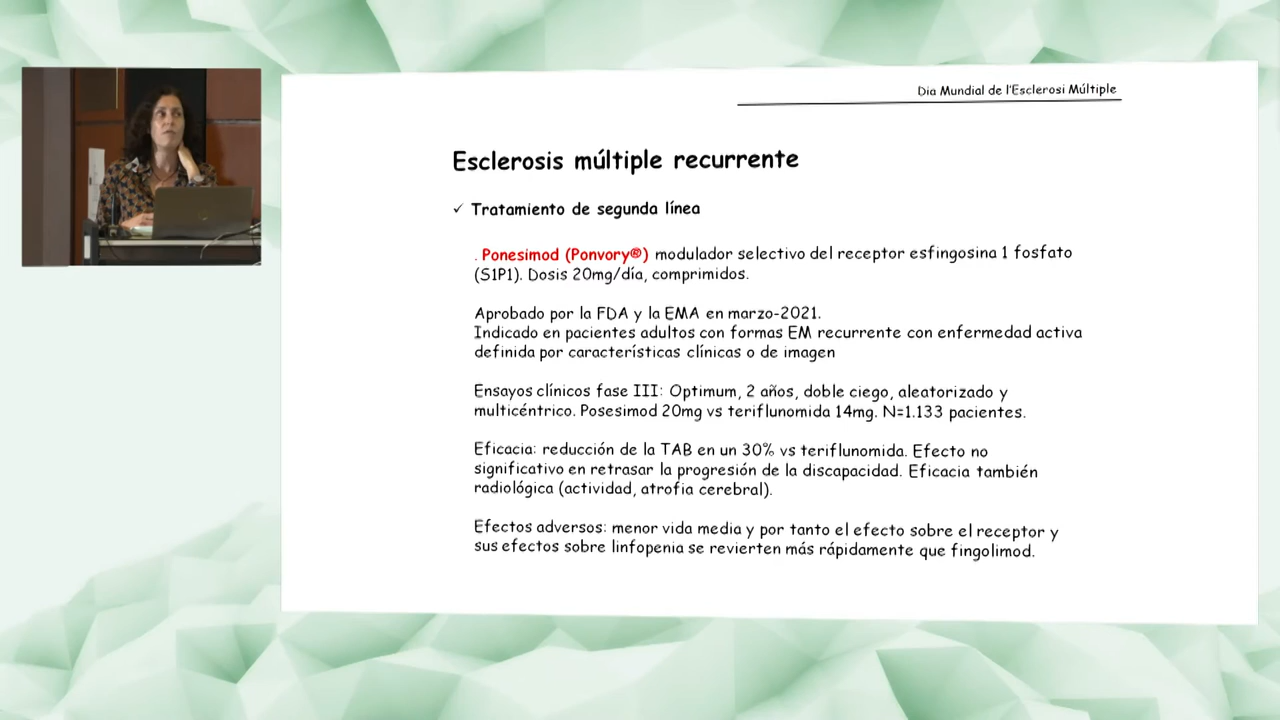 Dia Mundial de l'Esclerosi Múltiple
Esclerosis múltiple recurrente
✓ Tratamiento de segunda línea
. Ponesimod (Ponvory®) modulador selectivo del receptor esfingosina 1 fosfato
(S1P1). Dosis 20mg/día, comprimidos.
Aprobado por la FDA y la EMA en marzo-2021.
Indicado en pacientes adultos con formas EM recurrente con enfermedad activa
definida por características clínicas o de imagen
Ensayos clínicos fase III: Optimum, 2 años, doble ciego, aleatorizado y
multicéntrico. Posesimod 20mg vs teriflunomida 14mg. N=1.133 pacientes.
Eficacia: reducción de la TAB en un 30% vs teriflunomida. Efecto no
significativo en retrasar la progresión de la discapacidad. Eficacia también
radiológica (actividad, atrofia cerebral).
Efectos adversos: menor vida media y por tanto el efecto sobre el receptor y
sus efectos sobre linfopenia se revierten más rápidamente que fingolimod.